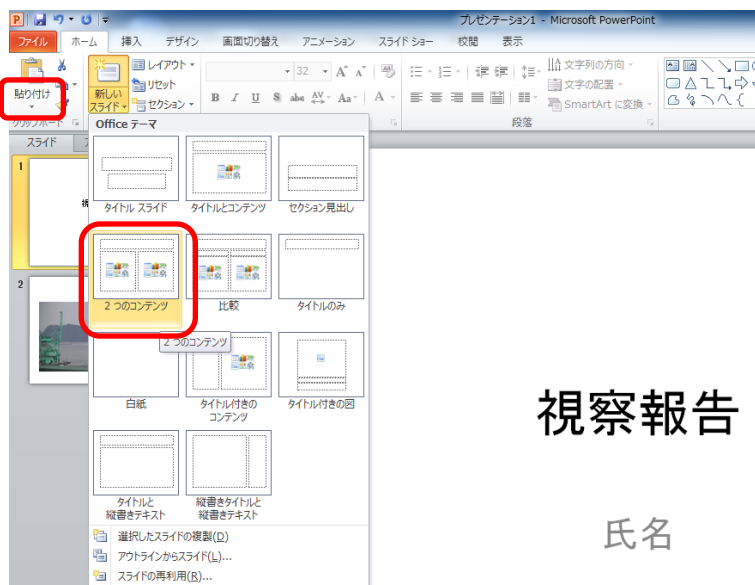 プレゼンテーション1 - Microsoft PowerPoint
ファイル ホーム 挿入 デザイン 画面切り替え アニメーション スライド ショー 校閲 表示
貼り付け
新しい
スライド
レイアウト
リセット
セクション
32
A A
B I U S abc AV Aa A
文字列の方向
文字の配置
SmartArt に変換
クリップボード
段落
スライド
Office テーマ
タイトル スライド タイトルとコンテンツ セクション見出し
2 つのコンテンツ 比較 タイトルのみ
2 つのコンテンツ
白紙 タイトル付きのコンテンツ タイトル付きの図
タイトルと縦書きテキスト 縦書きタイトルと縦書きテキスト
選択したスライドの複製(D)
アウトラインからスライド(L)...
スライドの再利用(R)...
1
2
視察報告
氏名